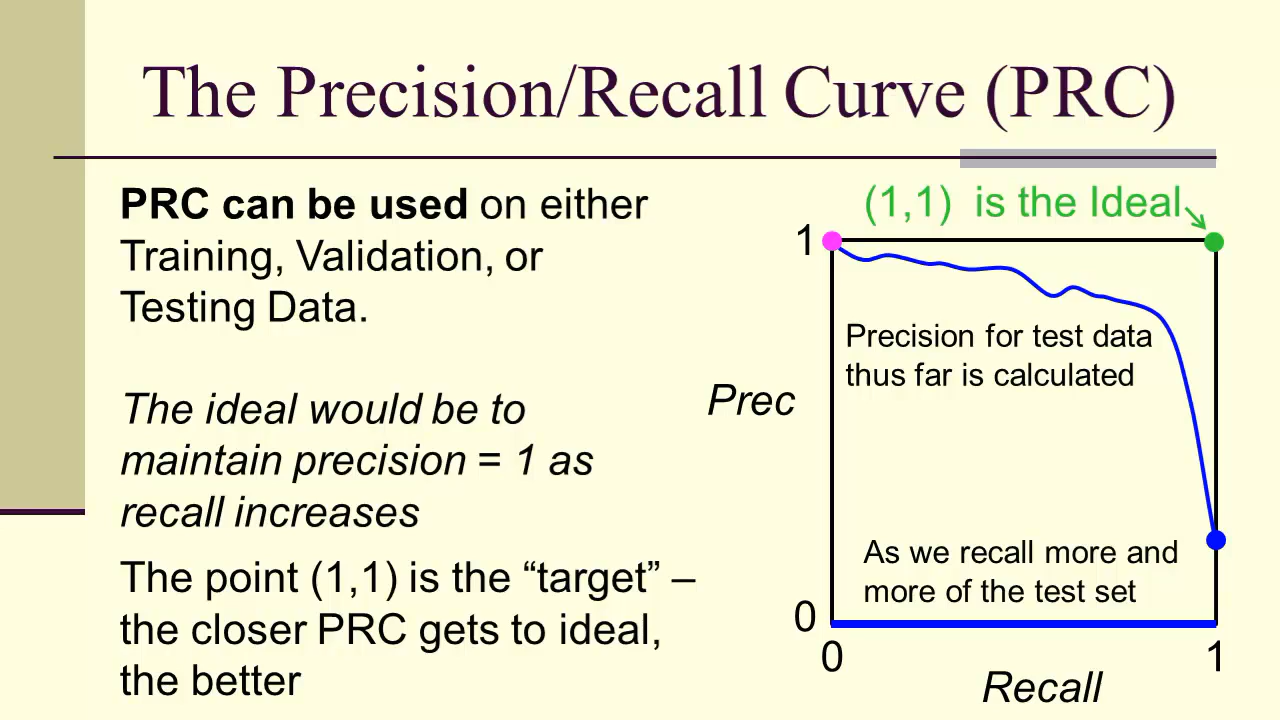 The Precision/Recall Curve (PRC)
PRC can be used on either
Training, Validation, or
Testing Data.
The ideal would be to
maintain precision = 1 as
recall increases
The point (1,1) is the “target” –
the closer PRC gets to ideal,
the better
(1,1) is the Ideal
1
Precision for test data
thus far is calculated
Prec
As we recall more and
more of the test set
0
0
1
Recall